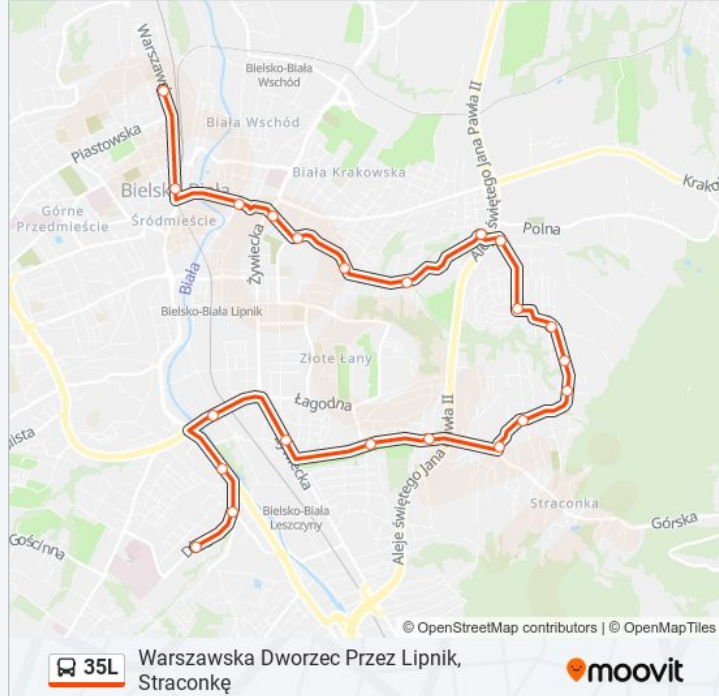 Warszawska
Bielsko-Biała
Wschód
Piastowska
Biała Wschód
Aleje świętego Jana Pawła II
Biała Krakowska
Bielsko-Biała
Górne
Przedmieście
Śródmieście
Polna
Żywiecka
Biała
Bielsko-Biała Lipnik
Złote Łany
Łagodna
Żywiecka
Aleje świętego Jana Pawła II
Straconka
Bielsko-Biała
Leszczyny
Górska
Gościnna
© OpenStreetMap contributors | © OpenMapTiles
35L
Warszawska Dworzec Przez Lipnik,
Straconkę
moovit